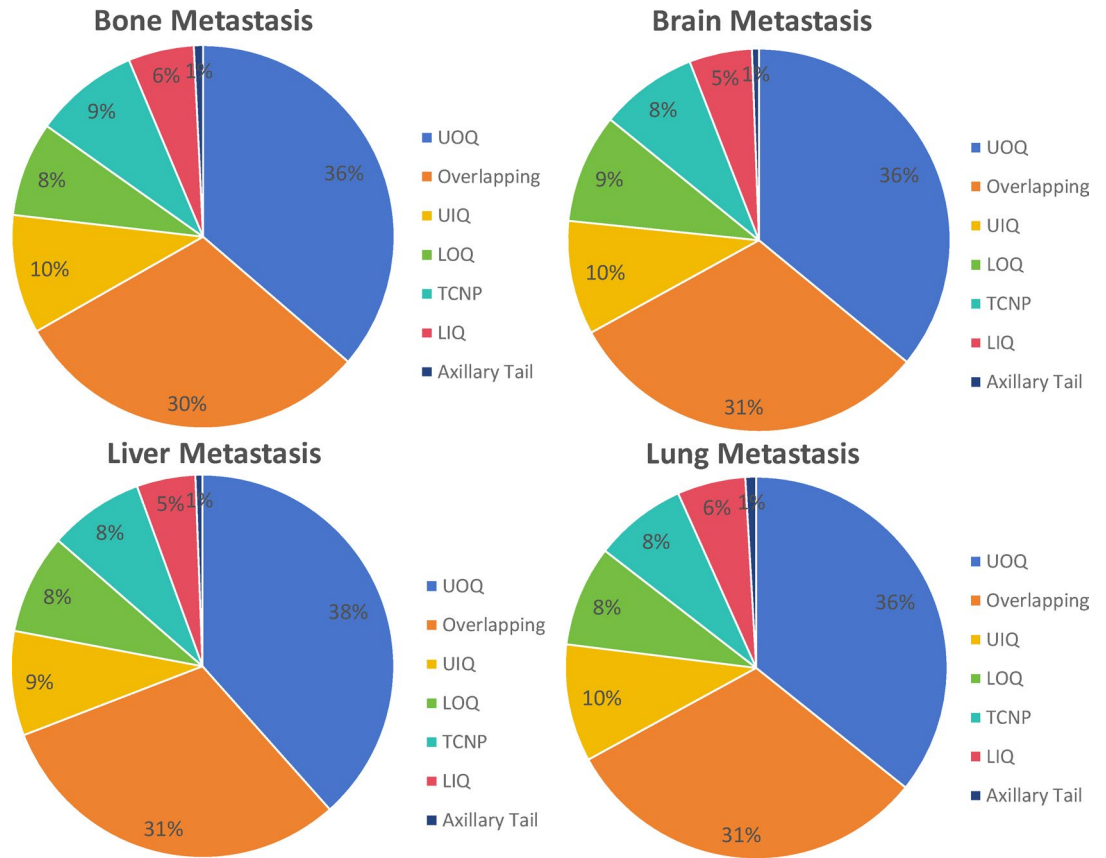 Bone Metastasis
36%
30%
10%
8%
9%
6%
1%
UOQ
Overlapping
UIQ
LOQ
TCNP
LIQ
Axillary Tail
Brain Metastasis
36%
31%
10%
9%
8%
5%
1%
UOQ
Overlapping
UIQ
LOQ
TCNP
LIQ
Axillary Tail
Liver Metastasis
38%
31%
9%
8%
8%
5%
1%
UOQ
Overlapping
UIQ
LOQ
TCNP
LIQ
Axillary Tail
Lung Metastasis
36%
31%
10%
8%
8%
6%
1%
UOQ
Overlapping
UIQ
LOQ
TCNP
LIQ
Axillary Tail